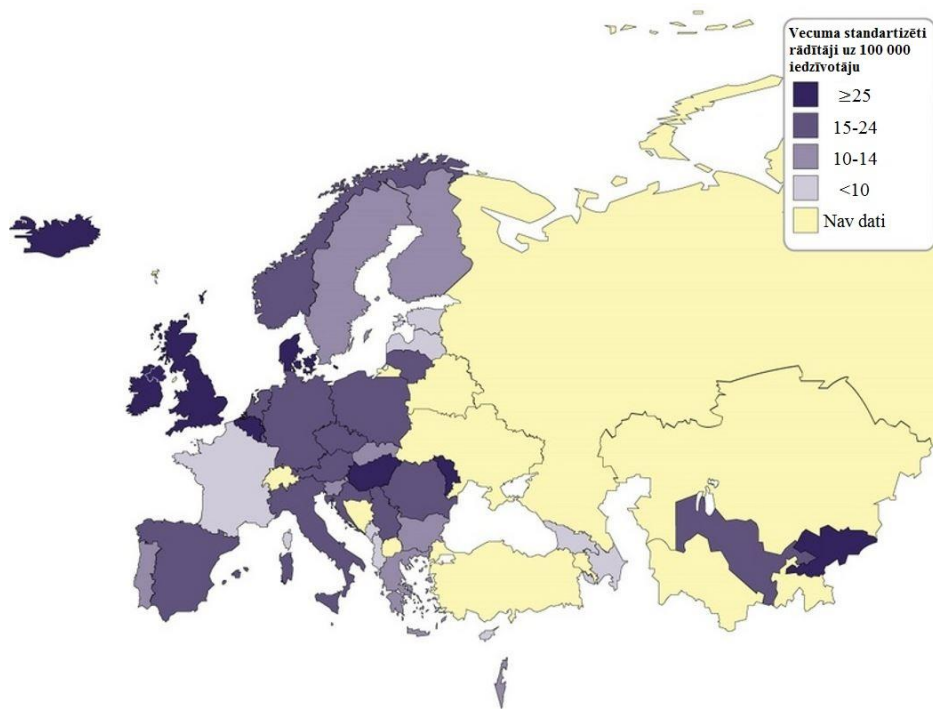 Vecuma standartizēti
rādītāji uz 100 000
iedzīvotāju
≥25
15-24
10-14
<10
Nav dati